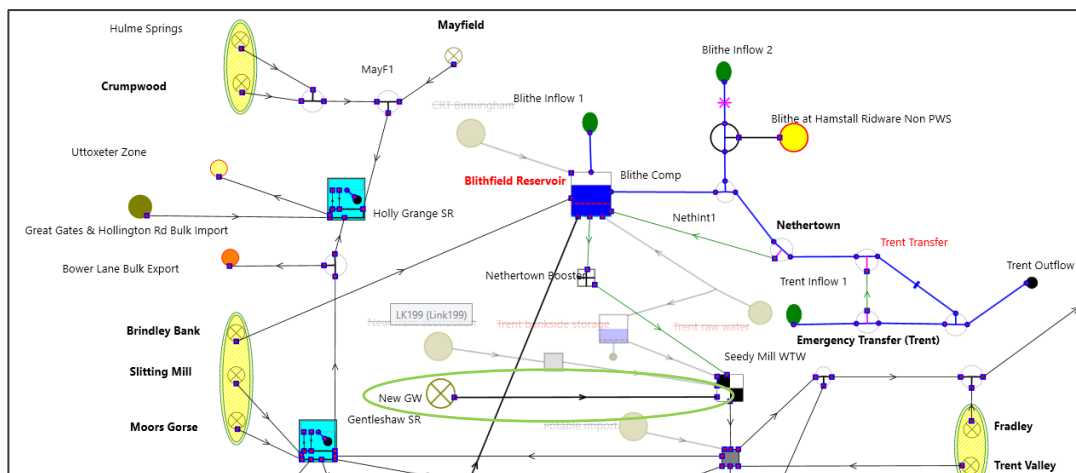 Hulme Springs
Mayfield
Blithe Inflow 2
Crumpwood
MayF1
CRT Birmingham
Blithe Inflow 1
Blithe at Hamstall Ridware Non PWS
Uttoxeter Zone
Blithfield Reservoir
Blithe Comp
Holly Grange SR
NethInt1
Nethertown
Great Gates & Hollington Rd Bulk Import
Trent Transfer
Bower Lane Bulk Export
Nethertown Booster
Trent Inflow 1
Trent Outflow
LK199 (Link199)
Brindley Bank
Trent bankside storage
Trent raw water
Emergency Transfer (Trent)
Slitting Mill
Seedy Mill WTW
New GW
Moors Gorse
Gentleshaw SR
Potable import
Fradley
Trent Valley